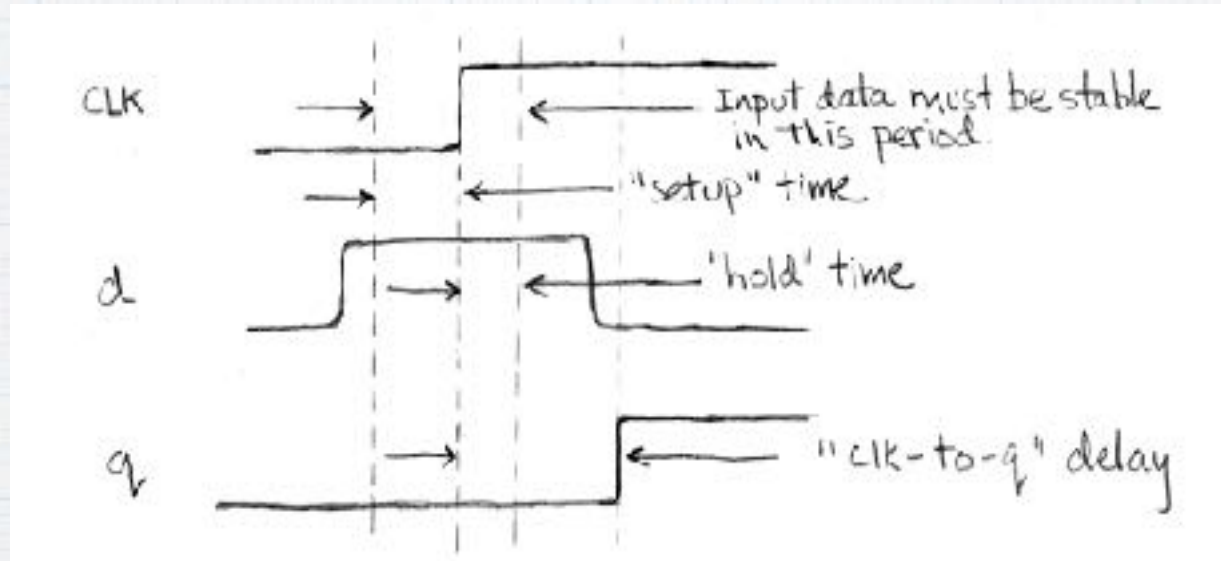 CLK
Input data must be stable
in this period.
"setup" time.
d
'hold' time
q
"clk-to-q" delay